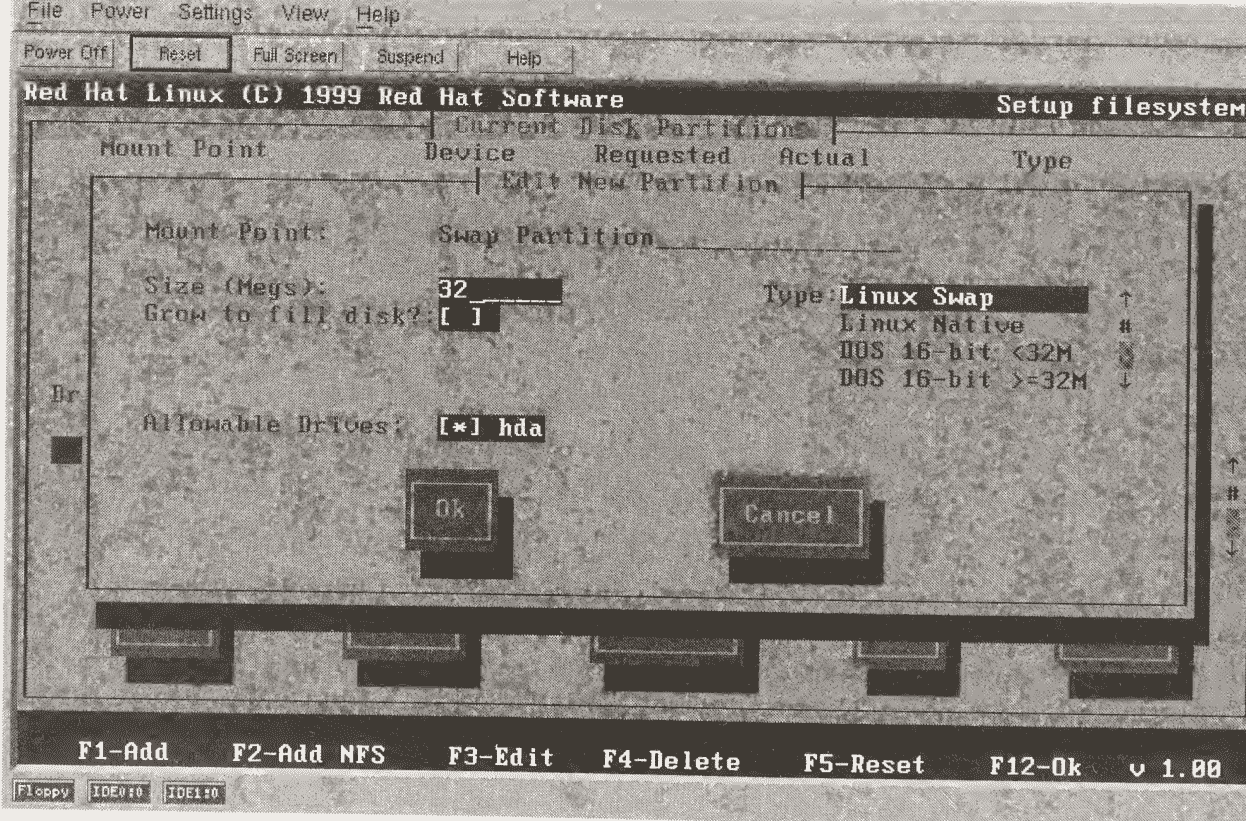 File Power Settings View Help
Power Off Reset Full Screen Suspend Help
Red Hat Linux (C) 1999 Red Hat Software Setup filesystem
Current Disk Partitions
Mount Point Device Requested Actual Type
Edit New Partition
Mount Point: Swap Partition
Size (Megs): 32 Type: Linux Swap ↑
Grow to fill disk?: [ ] Linux Native #
DOS 16-bit <32M
DOS 16-bit >=32M ↓
Dr
Allowable Drives: [*] hda
↑
#
Ok Cancel
↓
F1-Add F2-Add NFS F3-Edit F4-Delete F5-Reset F12-Ok v 1.00
Floppy IDE0:0 IDE1:0